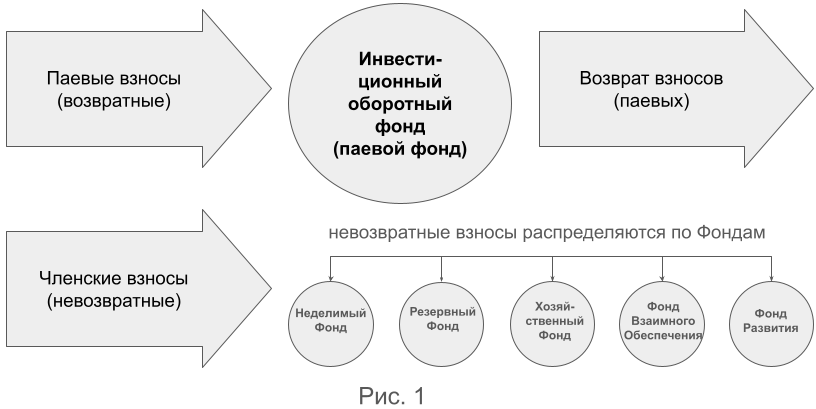 Паевые взносы
(возвратные)
Инвести-
ционный
оборотный
фонд
(паевой фонд)
Возврат взносов
(паевых)
Членские взносы
(невозвратные)
невозвратные взносы распределяются по Фондам
Неделимый
Фонд
Резервный
Фонд
Хозяй-
ственный
Фонд
Фонд
Взаимного
Обеспечения
Фонд
Развития
Рис. 1